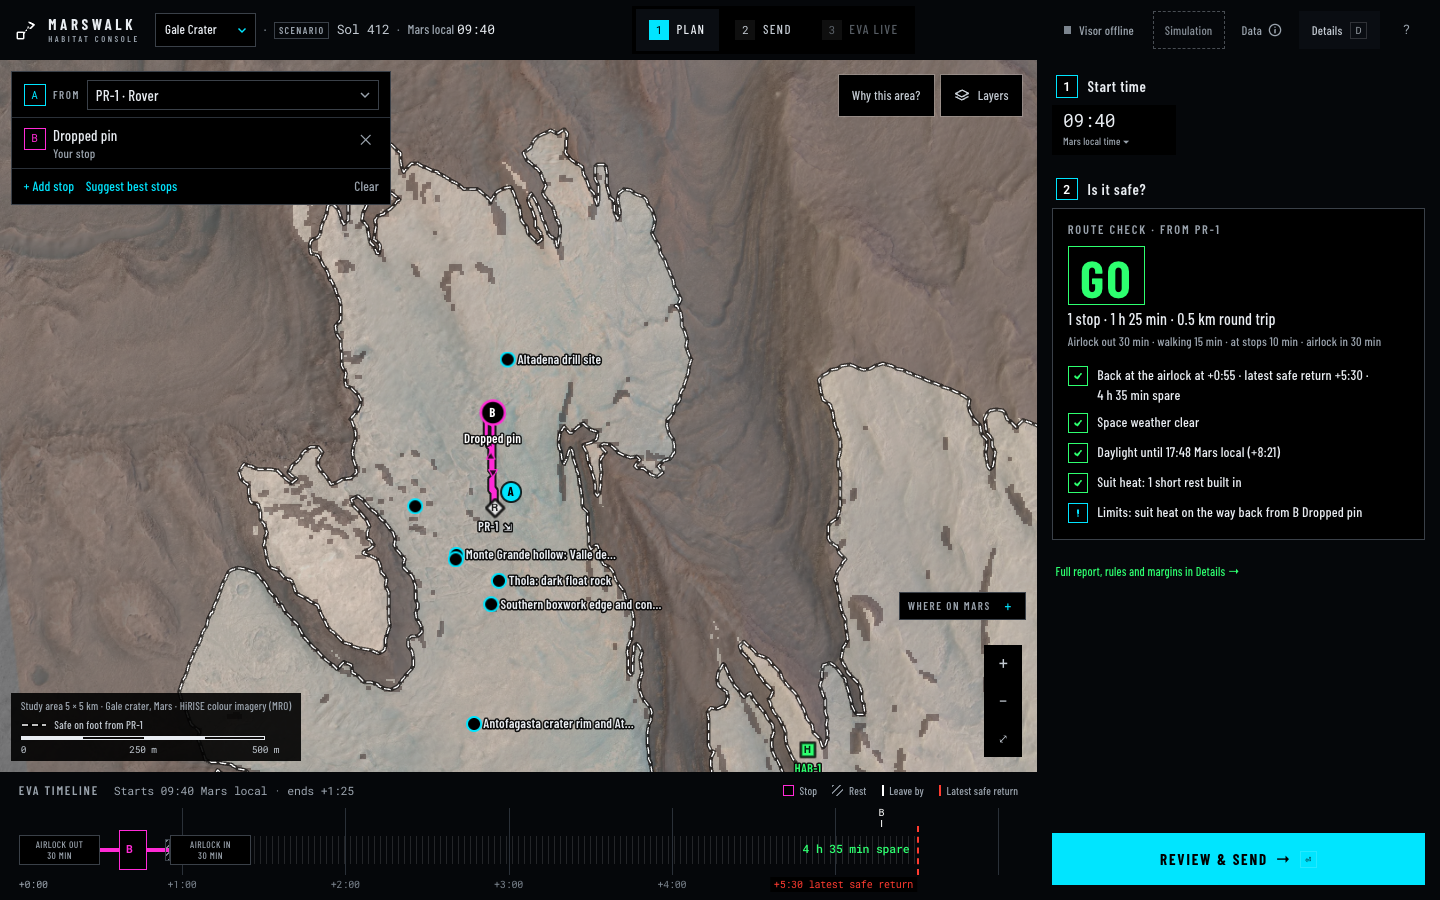 MARSWALK
HABITAT CONSOLE
Gale Crater
· SCENARIO Sol 412 · Mars local 09:40
1 PLAN
2 SEND
3 EVA LIVE
Visor offline
Simulation
Data
Details D
?
A FROM PR-1 · Rover
B Dropped pin
Your stop
+ Add stop
Suggest best stops
Clear
Why this area?
Layers
Altadena drill site
B
Dropped pin
A
PR-1
Monte Grande hollow: Valle de...
Thola: dark float rock
Southern boxwork edge and con...
Antofagasta crater rim and At...
H
HAB-1
WHERE ON MARS +
+
−
Study area 5 × 5 km · Gale crater, Mars · HiRISE colour imagery (MRO)
Safe on foot from PR-1
0 250 m 500 m
1 Start time
09:40
Mars local time
2 Is it safe?
ROUTE CHECK · FROM PR-1
GO
1 stop · 1 h 25 min · 0.5 km round trip
Airlock out 30 min · walking 15 min · at stops 10 min · airlock in 30 min
Back at the airlock at +0:55 · latest safe return +5:30 ·
4 h 35 min spare
Space weather clear
Daylight until 17:48 Mars local (+8:21)
Suit heat: 1 short rest built in
! Limits: suit heat on the way back from B Dropped pin
Full report, rules and margins in Details →
REVIEW & SEND →
EVA TIMELINE Starts 09:40 Mars local · ends +1:25
Stop
Rest
Leave by
Latest safe return
B
AIRLOCK OUT
30 MIN
B
AIRLOCK IN
30 MIN
4 h 35 min spare
+0:00
+1:00
+2:00
+3:00
+4:00
+5:30 latest safe return